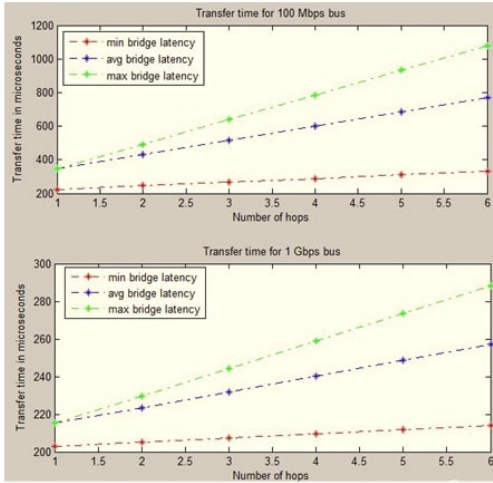 Transfer time for 100 Mbps bus
1200
1000
800
600
400
200
Transfer time in microseconds
min bridge latency
avg bridge latency
max bridge latency
1 1.5 2 2.5 3 3.5 4 4.5 5 5.5 6
Number of hops
Transfer time for 1 Gbps bus
300
280
260
240
220
200
Transfer time in microseconds
min bridge latency
avg bridge latency
max bridge latency
1 1.5 2 2.5 3 3.5 4 4.5 5 5.5 6
Number of hops